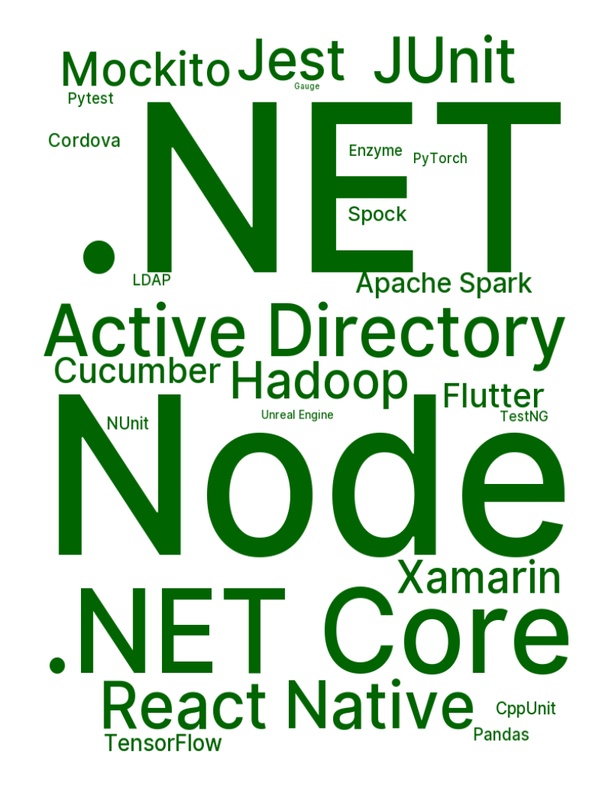 Mockito Jest JUnit
Gauge
Pytest
.NET
Cordova
Enzyme
PyTorch
Spock
LDAP
Apache Spark
Active Directory
Cucumber
Hadoop
Flutter
Unreal Engine
TestNG
NUnit
Node
Xamarin
.NET Core
React Native
CppUnit
Pandas
TensorFlow